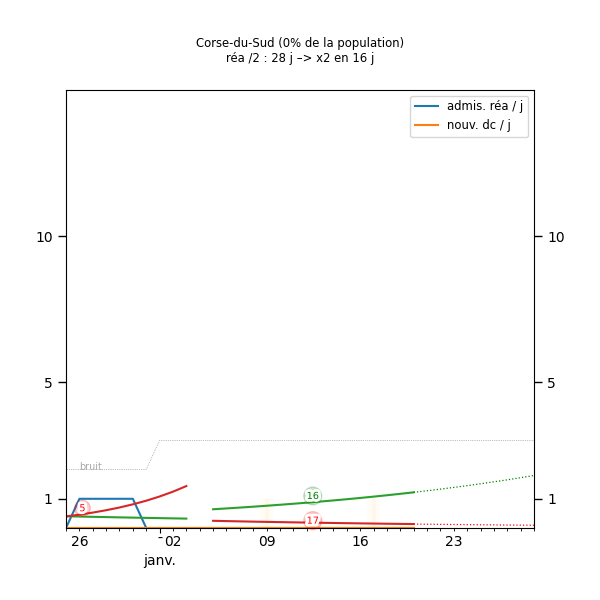 Corse-du-Sud (0% de la population)
réa /2 : 28 j –> x2 en 16 j
admis. réa / j
nouv. dc / j
10 10
5 5
bruit
1 1
5
16
17
26 02 09 16 23
janv.